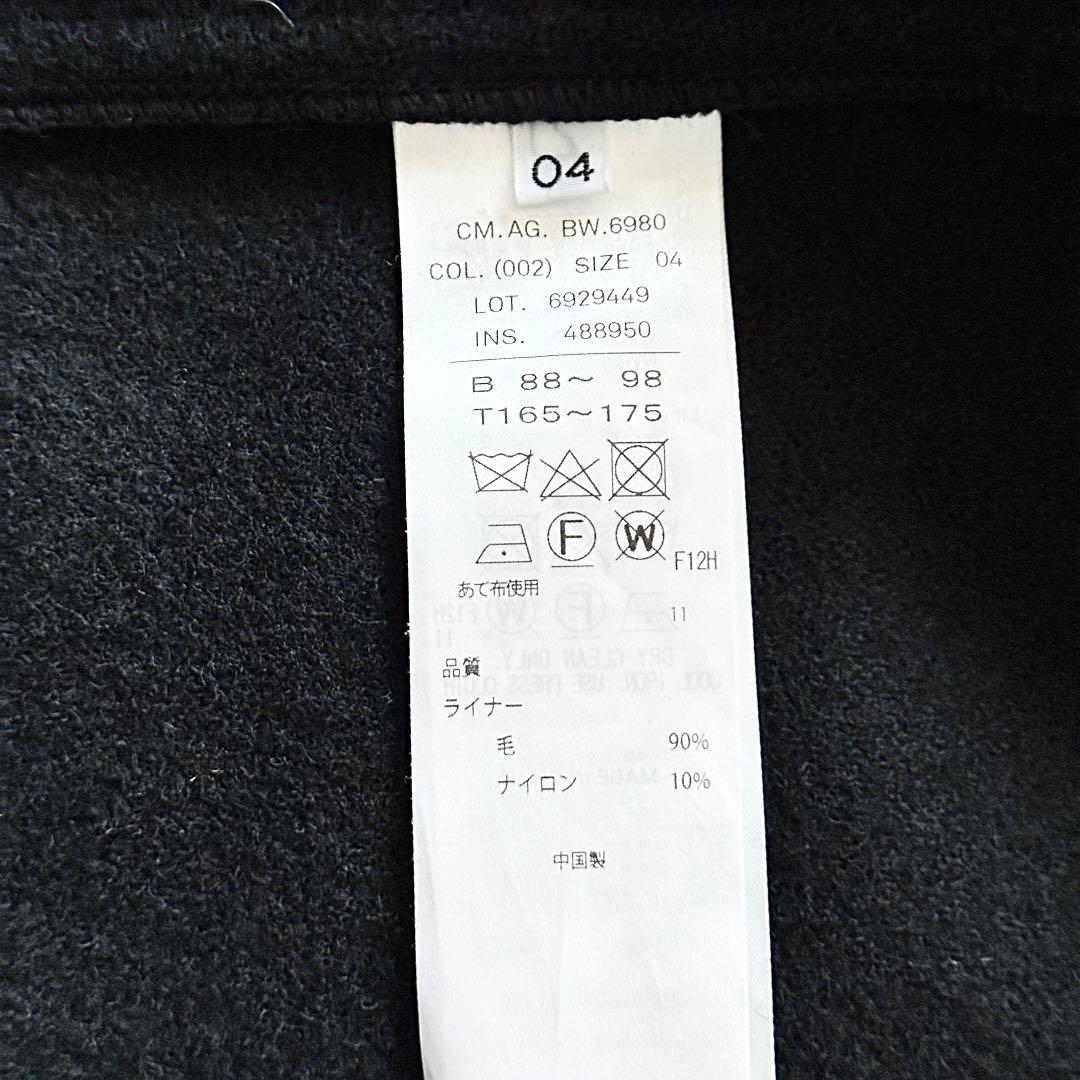 04
CM.AG. BW.6980
COL.(002) SIZE 04
LOT. 6929449
INS. 488950
B 88～ 98
T165～175
F W F12H
あて布使用
11
品質
ライナー
毛 90%
ナイロン 10%
中国製